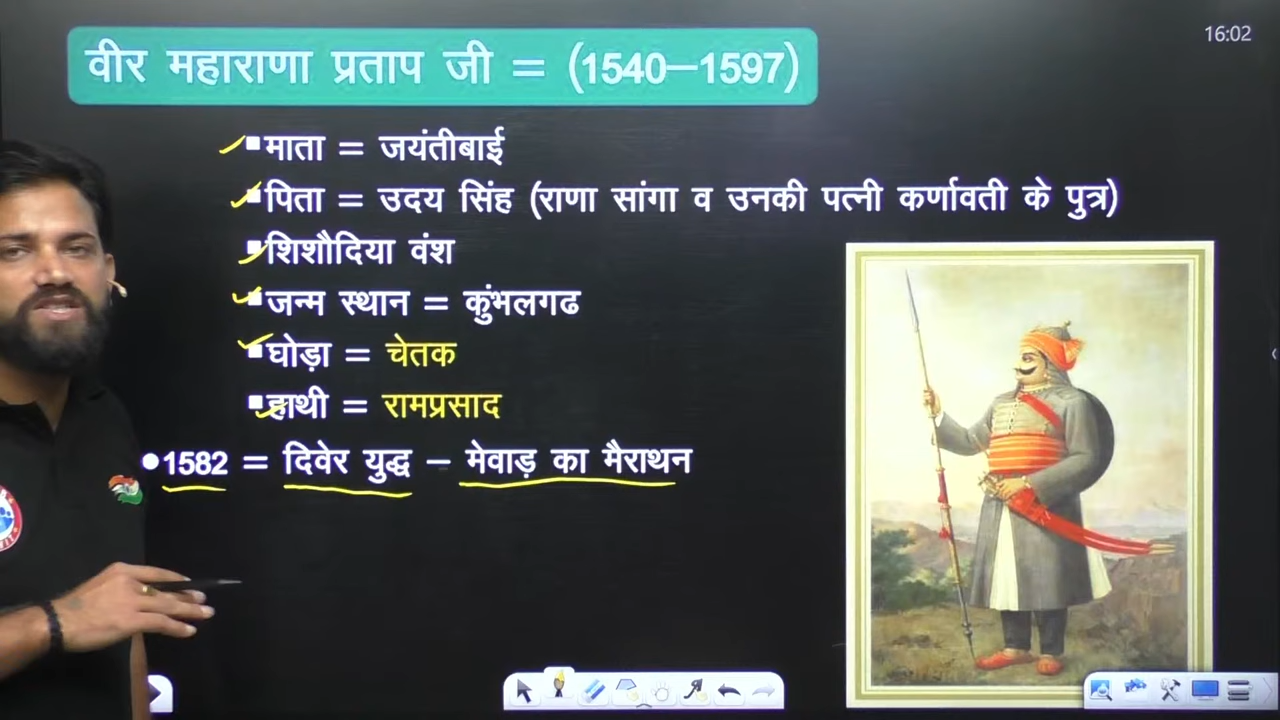 16:02
वीर महाराणा प्रताप जी = (1540–1597)
माता = जयंतीबाई
पिता = उदय सिंह (राणा सांगा व उनकी पत्नी कर्णावती के पुत्र)
शिशौदिया वंश
जन्म स्थान = कुंभलगढ
घोड़ा = चेतक
हाथी = रामप्रसाद
1582 = दिवेर युद्ध – मेवाड़ का मैराथन